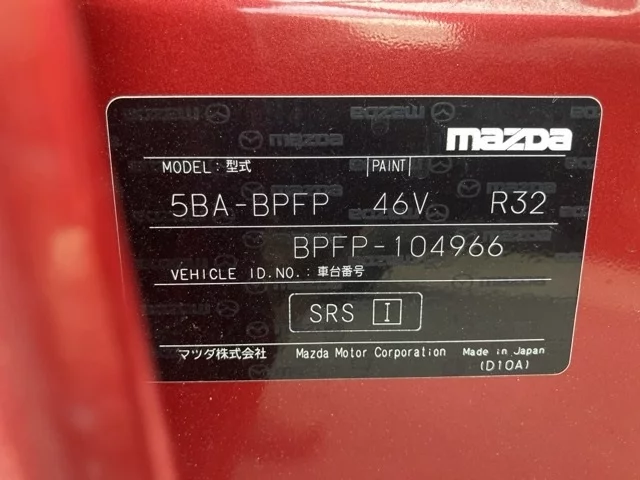 mazda
MODEL:型式 PAINT
5BA-BPFP 46V R32
BPFP-104966
VEHICLE ID.NO.:車台番号
SRS I
マツダ株式会社 Mazda Motor Corporation Made in Japan
(D10A)